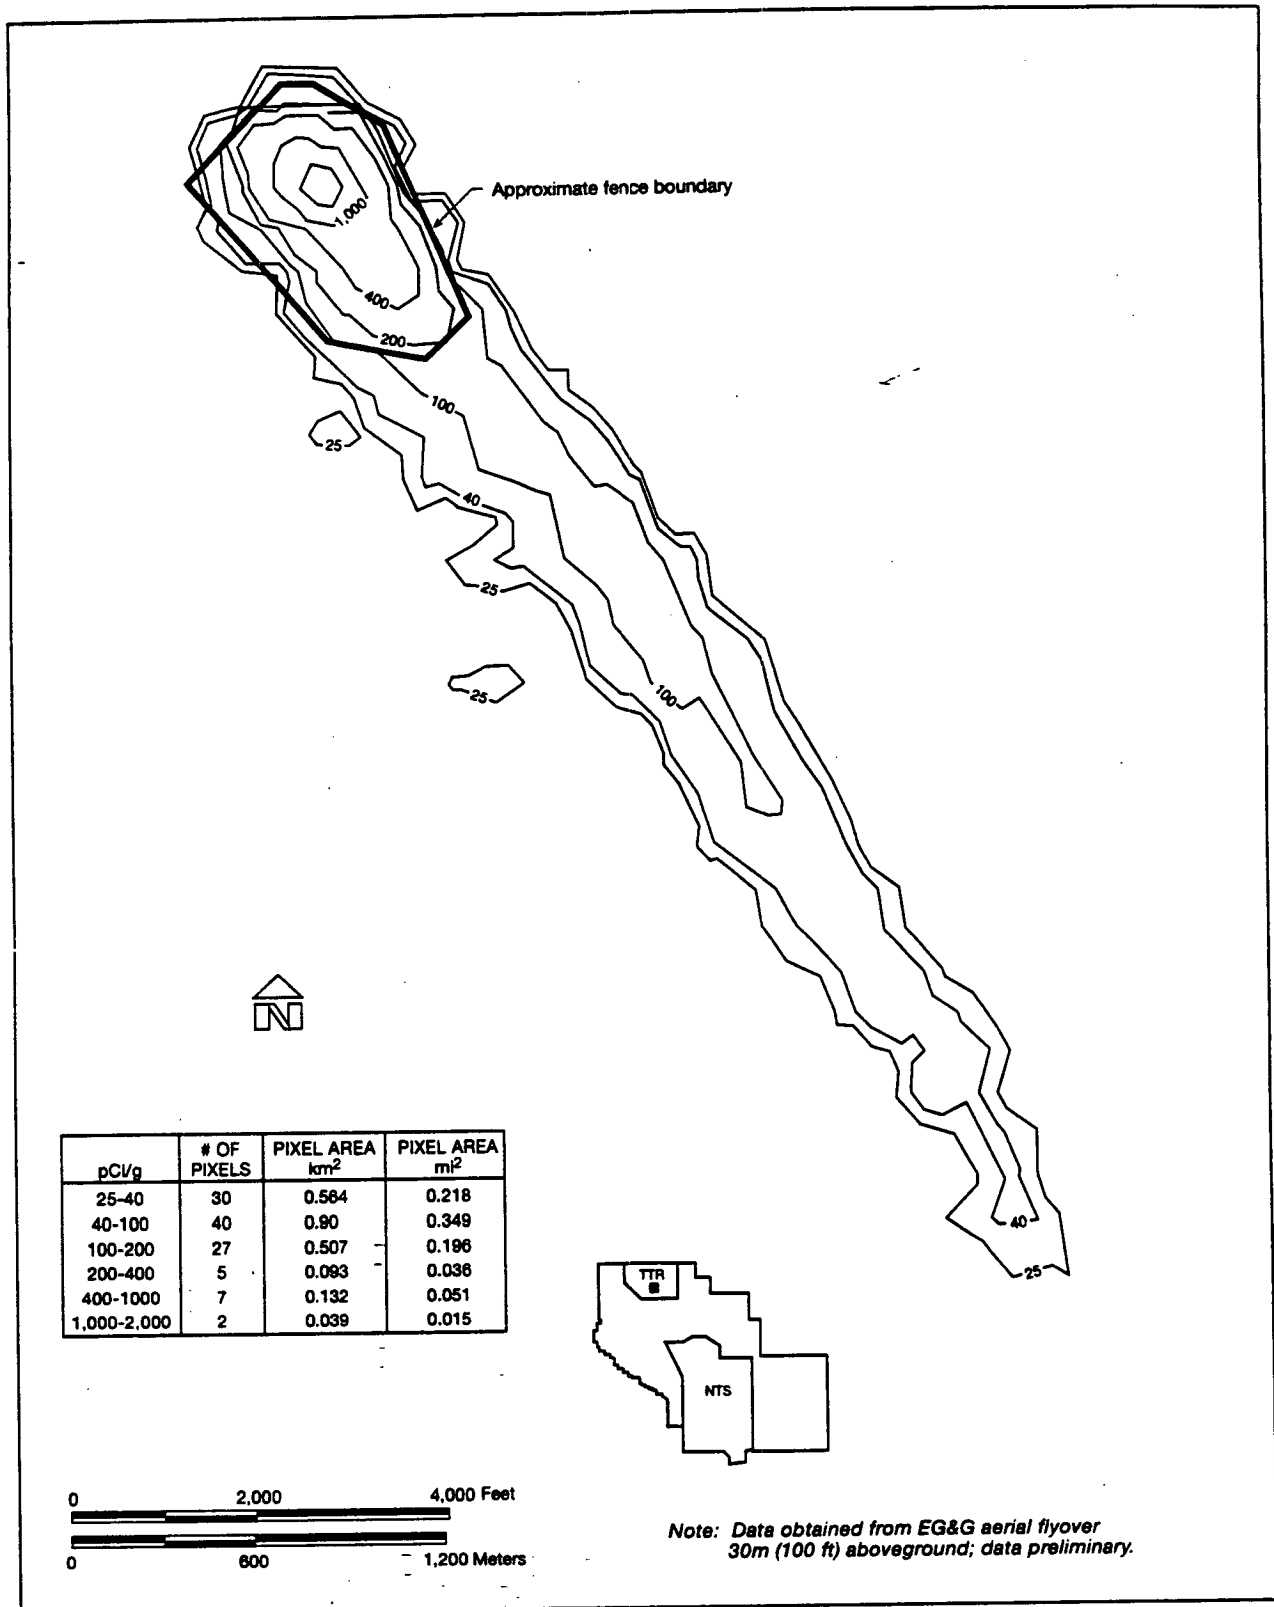 Approximate fence boundary
1,000
400
200
100
25
40
25
25
100
N
pCi/g # OF PIXELS PIXEL AREA km² PIXEL AREA mi²
25-40 30 0.564 0.218
40-100 40 0.90 0.349
100-200 27 0.507 0.196
200-400 5 0.093 0.036
400-1000 7 0.132 0.051
1,000-2,000 2 0.039 0.015
40
25
TTR
NTS
0 2,000 4,000 Feet
0 600 1,200 Meters
Note: Data obtained from EG&G aerial flyover
30m (100 ft) aboveground; data preliminary.